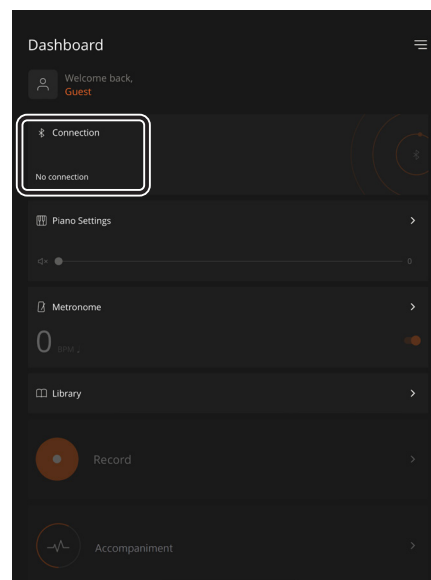 Dashboard
Welcome back,
Guest
Connection
No connection
Piano Settings
0
Metronome
0 BPM
Library
Record
Accompaniment